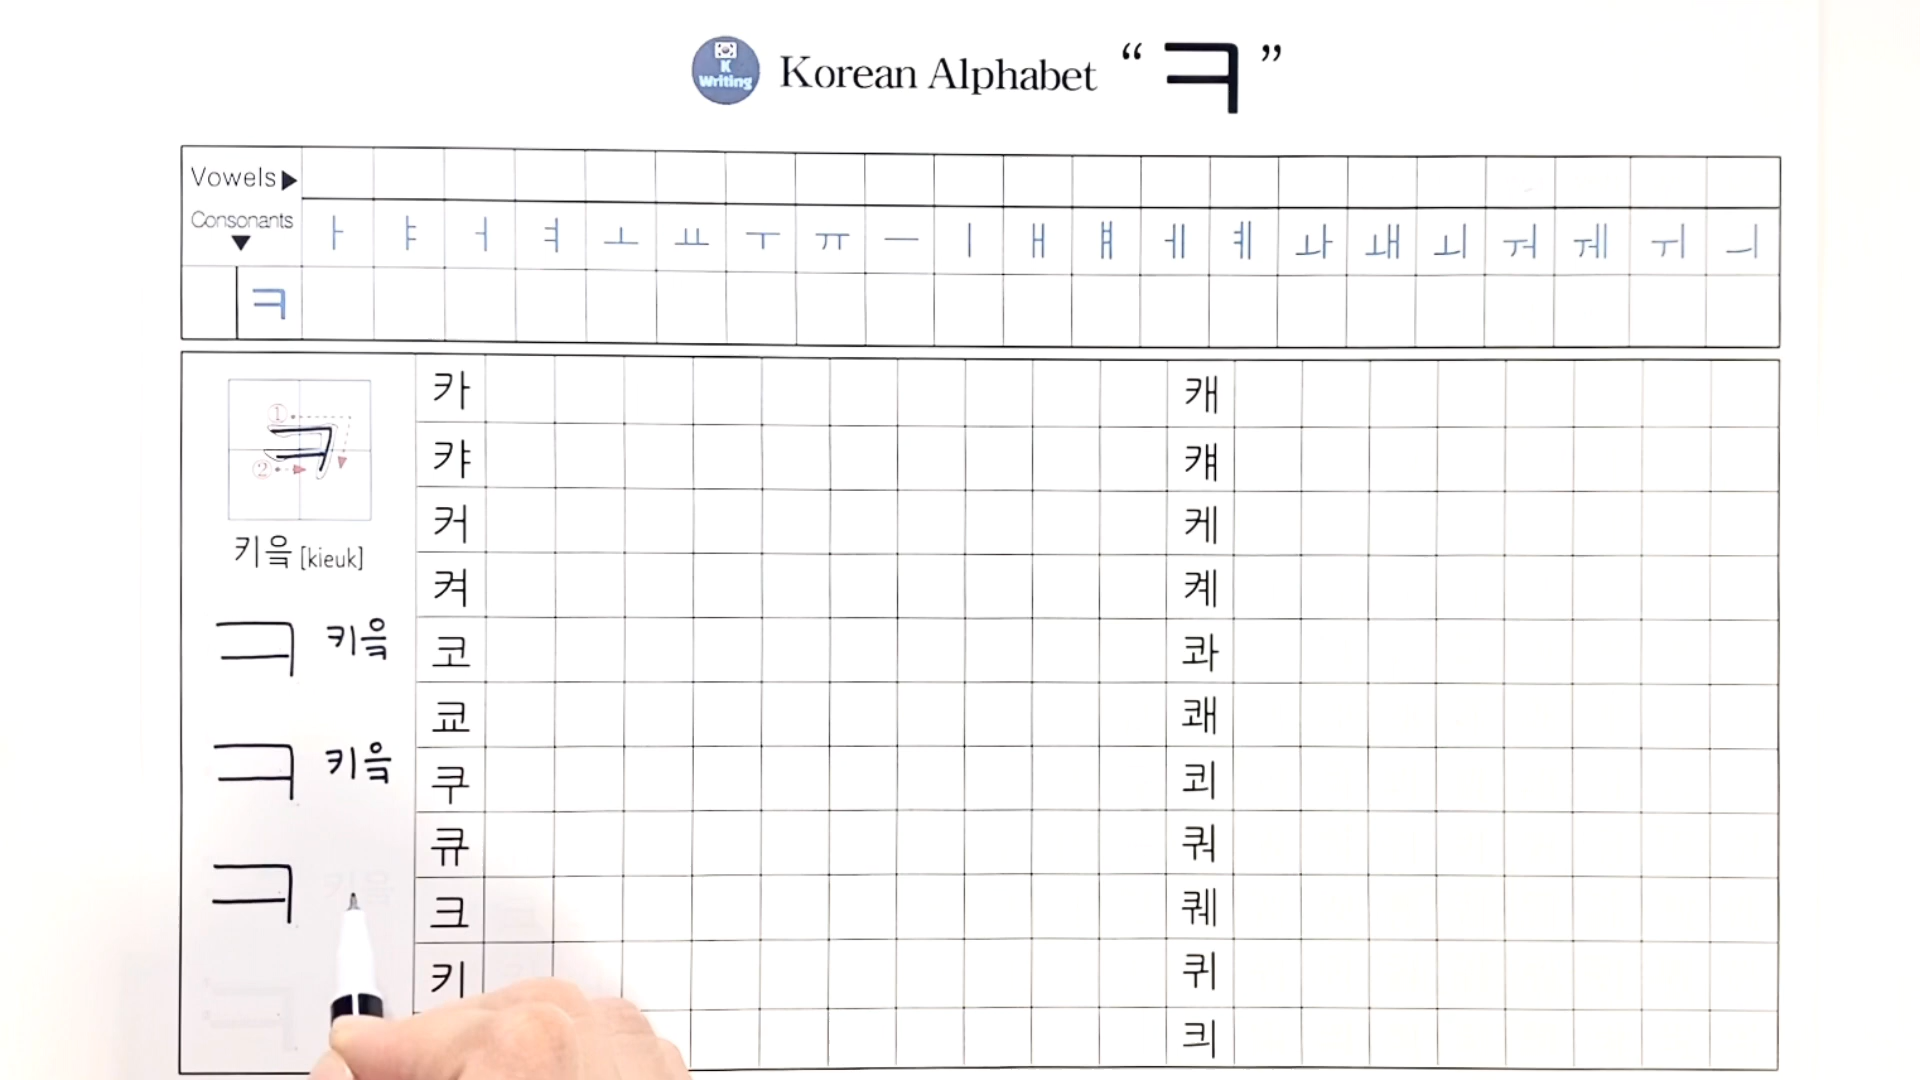 K
Writing
Korean Alphabet “ㅋ”
Vowels▶
Consonants
▼
ㅏ ㅑ ㅓ ㅕ ㅗ ㅛ ㅜ ㅠ ㅡ ㅣ ㅐ ㅒ ㅔ ㅖ ㅘ ㅙ ㅚ ㅝ ㅞ ㅟ ㅢ
ㅋ
① ②
ㅋ
키읔 [kieuk]
ㅋ 키읔
ㅋ 키읔
ㅋ
카 캐
캬 컈
커 케
켜 켸
코 콰
쿄 쾌
쿠 쾨
큐 쿼
크 퀘
키 퀴
킈